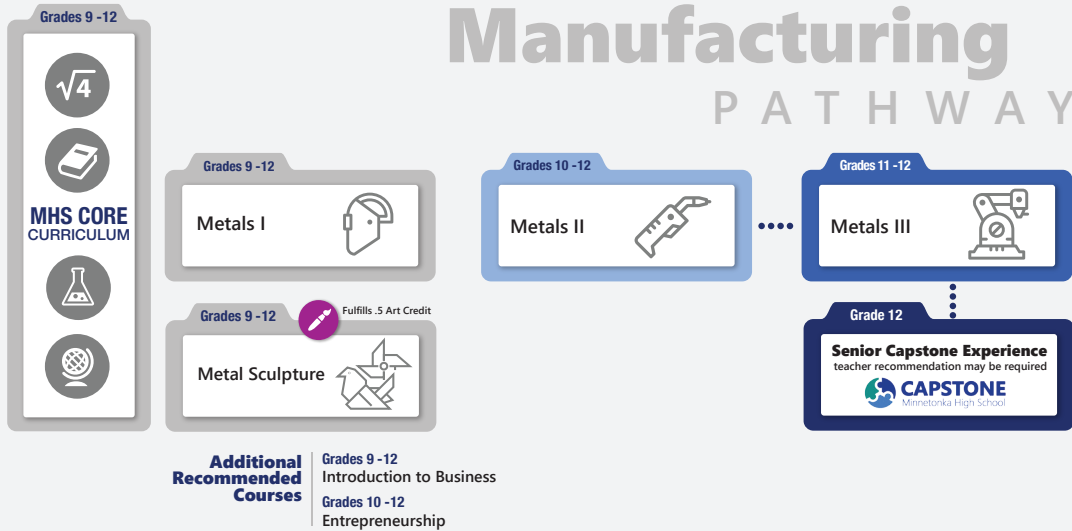 Manufacturing
PATHWAY
Grades 9 -12
√4
MHS CORE
CURRICULUM
Grades 9 -12
Metals I
Grades 10 -12
Metals II
Grades 11 -12
Metals III
Grades 9 -12
Fulfills .5 Art Credit
Metal Sculpture
Grade 12
Senior Capstone Experience
teacher recommendation may be required
CAPSTONE
Minnetonka High School
Additional
Recommended
Courses
Grades 9 -12
Introduction to Business
Grades 10 -12
Entrepreneurship